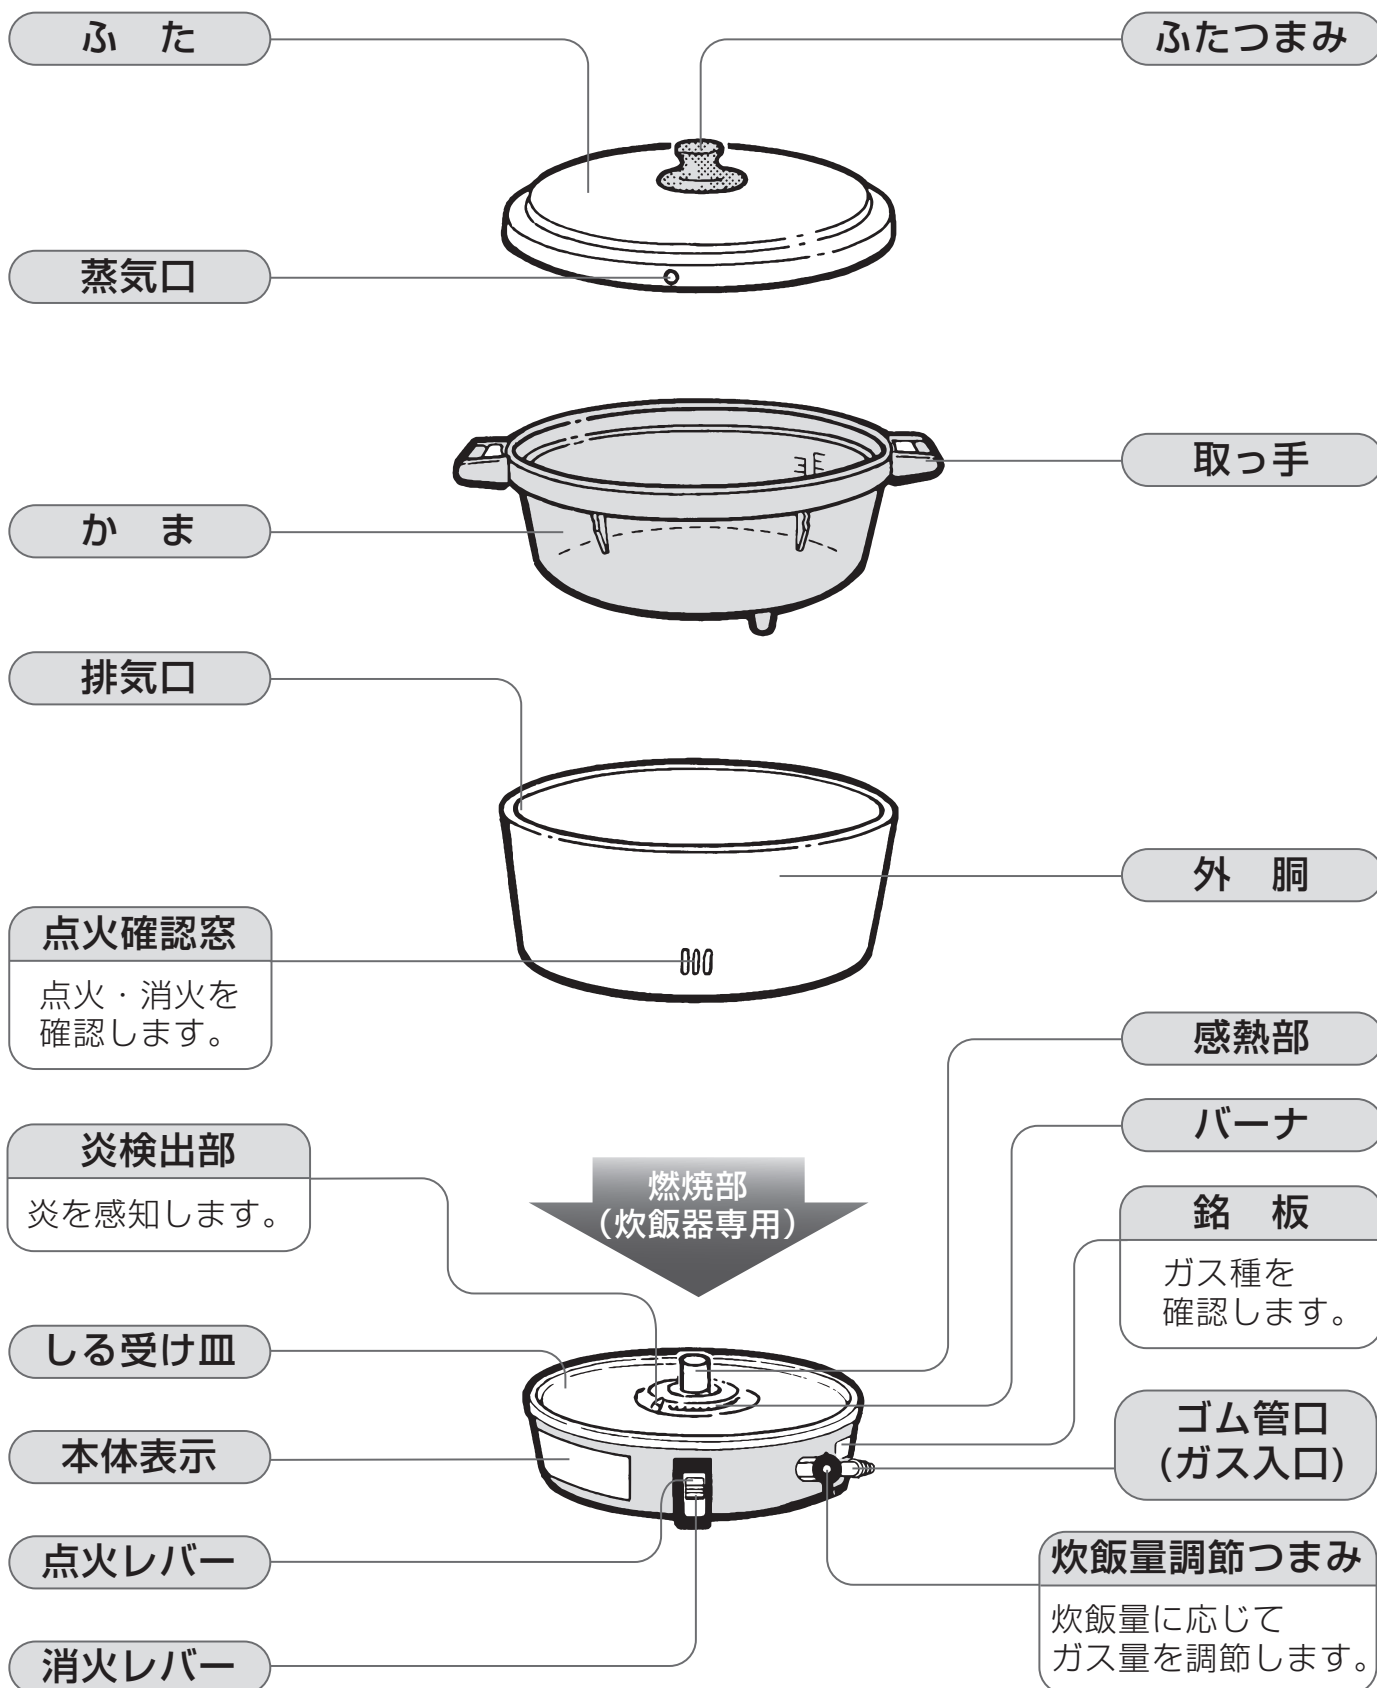 ふ　た
ふたつまみ
蒸気口
取っ手
か　ま
排気口
外　胴
点火確認窓
点火・消火を
確認します。
感熱部
バーナ
炎検出部
炎を感知します。
燃焼部
（炊飯器専用）
銘　板
ガス種を
確認します。
しる受け皿
本体表示
ゴム管口
(ガス入口)
点火レバー
炊飯量調節つまみ
炊飯量に応じて
ガス量を調節します。
消火レバー